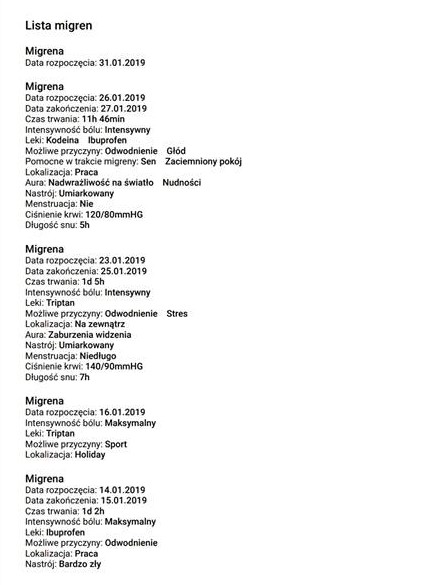 Lista migren
Migrena
Data rozpoczęcia: 31.01.2019
Migrena
Data rozpoczęcia: 26.01.2019
Data zakończenia: 27.01.2019
Czas trwania: 11h 46min
Intensywność bólu: Intensywny
Leki: Kodeina Ibuprofen
Możliwe przyczyny: Odwodnienie Głód
Pomocne w trakcie migreny: Sen Zaciemniony pokój
Lokalizacja: Praca
Aura: Nadwrażliwość na światło Nudności
Nastrój: Umiarkowany
Menstruacja: Nie
Ciśnienie krwi: 120/80mmHG
Długość snu: 5h
Migrena
Data rozpoczęcia: 23.01.2019
Data zakończenia: 25.01.2019
Czas trwania: 1d 5h
Intensywność bólu: Intensywny
Leki: Triptan
Możliwe przyczyny: Odwodnienie Stres
Lokalizacja: Na zewnątrz
Aura: Zaburzenia widzenia
Nastrój: Umiarkowany
Menstruacja: Niedługo
Ciśnienie krwi: 140/90mmHG
Długość snu: 7h
Migrena
Data rozpoczęcia: 16.01.2019
Intensywność bólu: Maksymalny
Leki: Triptan
Możliwe przyczyny: Sport
Lokalizacja: Holiday
Migrena
Data rozpoczęcia: 14.01.2019
Data zakończenia: 15.01.2019
Czas trwania: 1d 2h
Intensywność bólu: Maksymalny
Leki: Ibuprofen
Możliwe przyczyny: Odwodnienie
Lokalizacja: Praca
Nastrój: Bardzo zły